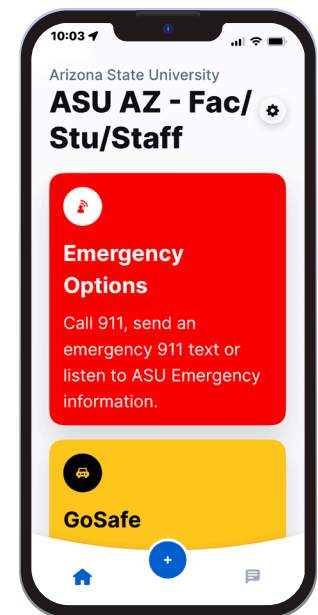 10:03
Arizona State University
ASU AZ - Fac/
Stu/Staff
Emergency
Options
Call 911, send an
emergency 911 text or
listen to ASU Emergency
information.
GoSafe